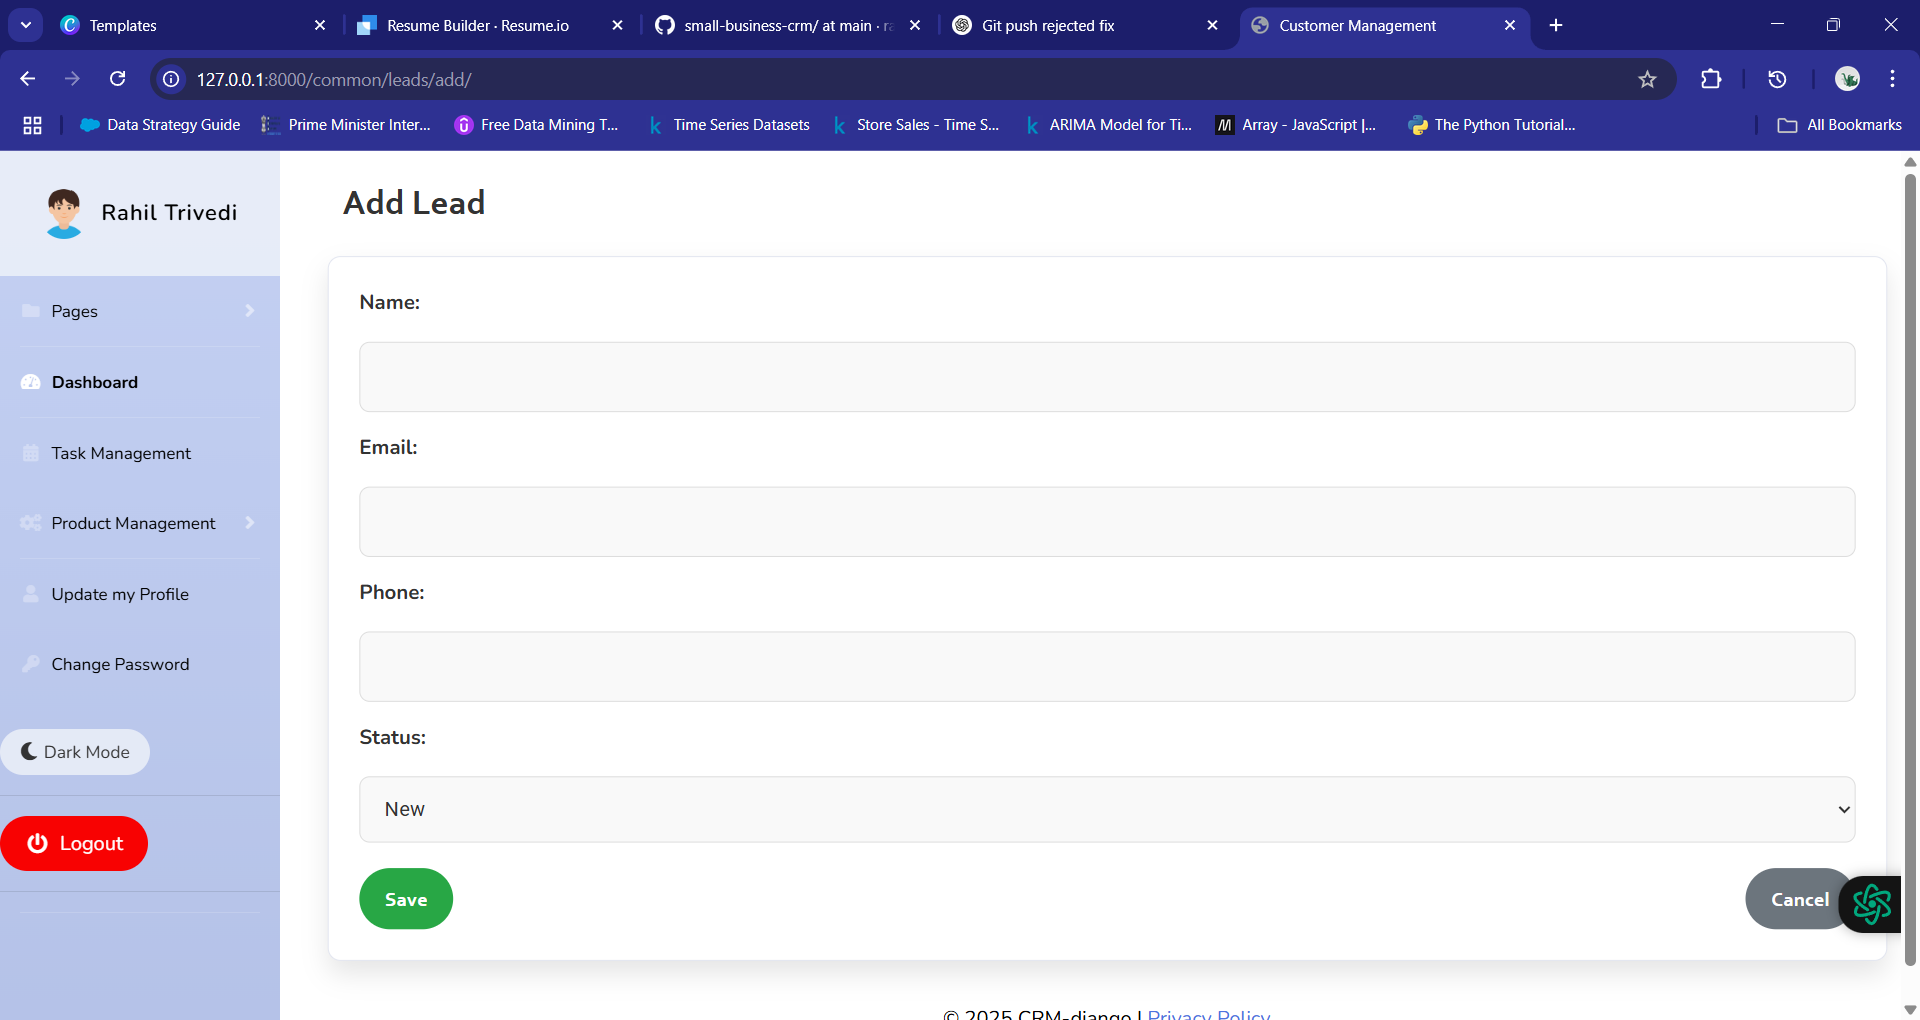 Templates
Resume Builder · Resume.io
small-business-crm/ at main · ra
Git push rejected fix
Customer Management
127.0.0.1:8000/common/leads/add/
Data Strategy Guide
Prime Minister Inter...
Free Data Mining T...
Time Series Datasets
Store Sales - Time S...
ARIMA Model for Ti...
Array - JavaScript |...
The Python Tutorial...
All Bookmarks
Rahil Trivedi
Pages
Dashboard
Task Management
Product Management
Update my Profile
Change Password
Dark Mode
Logout
Add Lead
Name:
Email:
Phone:
Status:
New
Save
Cancel
© 2025 CRM-django | Privacy Policy